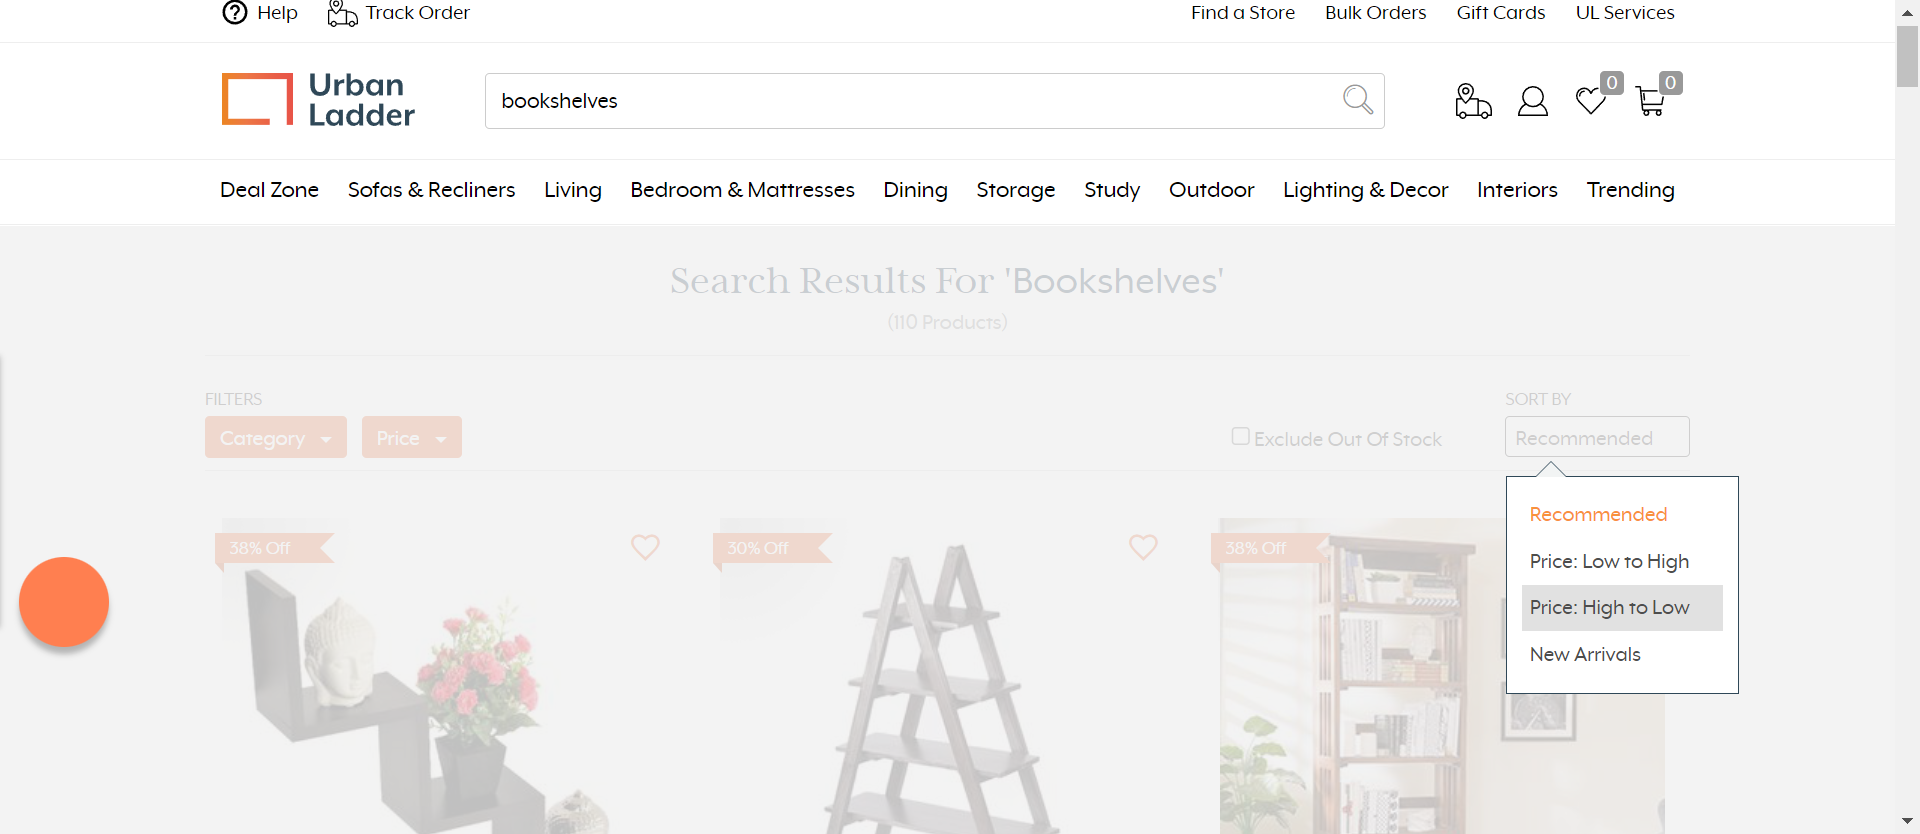 Help
Track Order
Find a Store
Bulk Orders
Gift Cards
UL Services
Urban
Ladder
bookshelves
0
0
Deal Zone
Sofas & Recliners
Living
Bedroom & Mattresses
Dining
Storage
Study
Outdoor
Lighting & Decor
Interiors
Trending
Search Results For 'Bookshelves'
(110 Products)
FILTERS
SORT BY
Category
Price
Exclude Out Of Stock
Recommended
Recommended
Price: Low to High
Price: High to Low
New Arrivals
38% Off
30% Off
38% Off